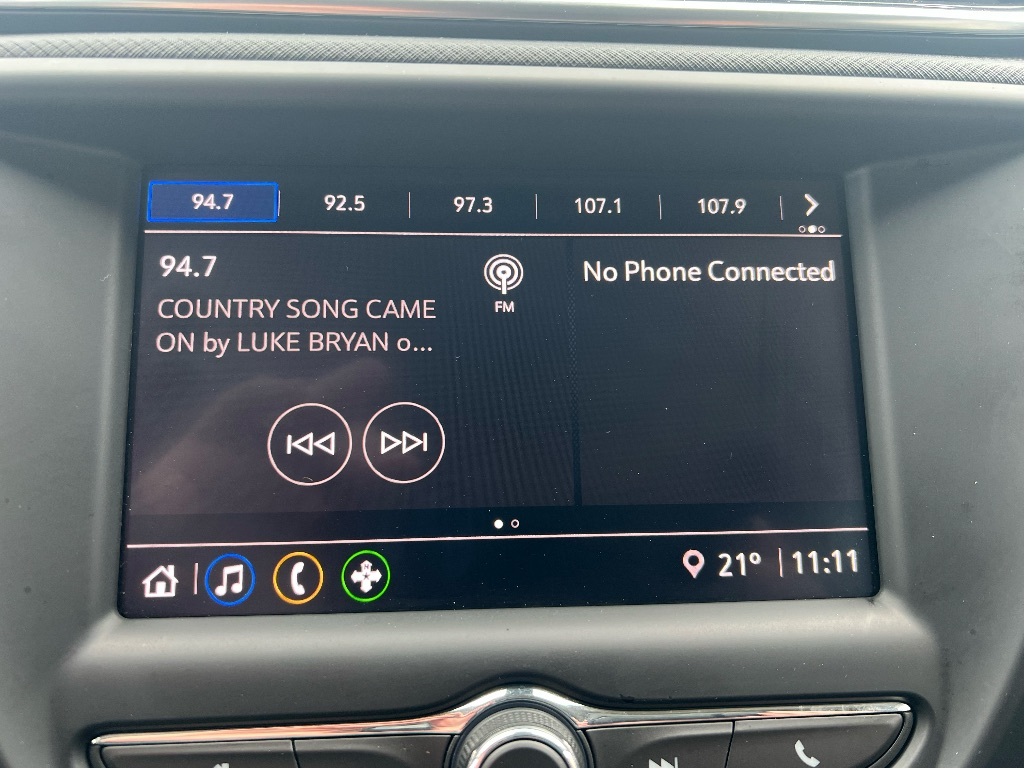 94.7 92.5 97.3 107.1 107.9
94.7
FM
No Phone Connected
COUNTRY SONG CAME
ON by LUKE BRYAN o...
21° 11:11